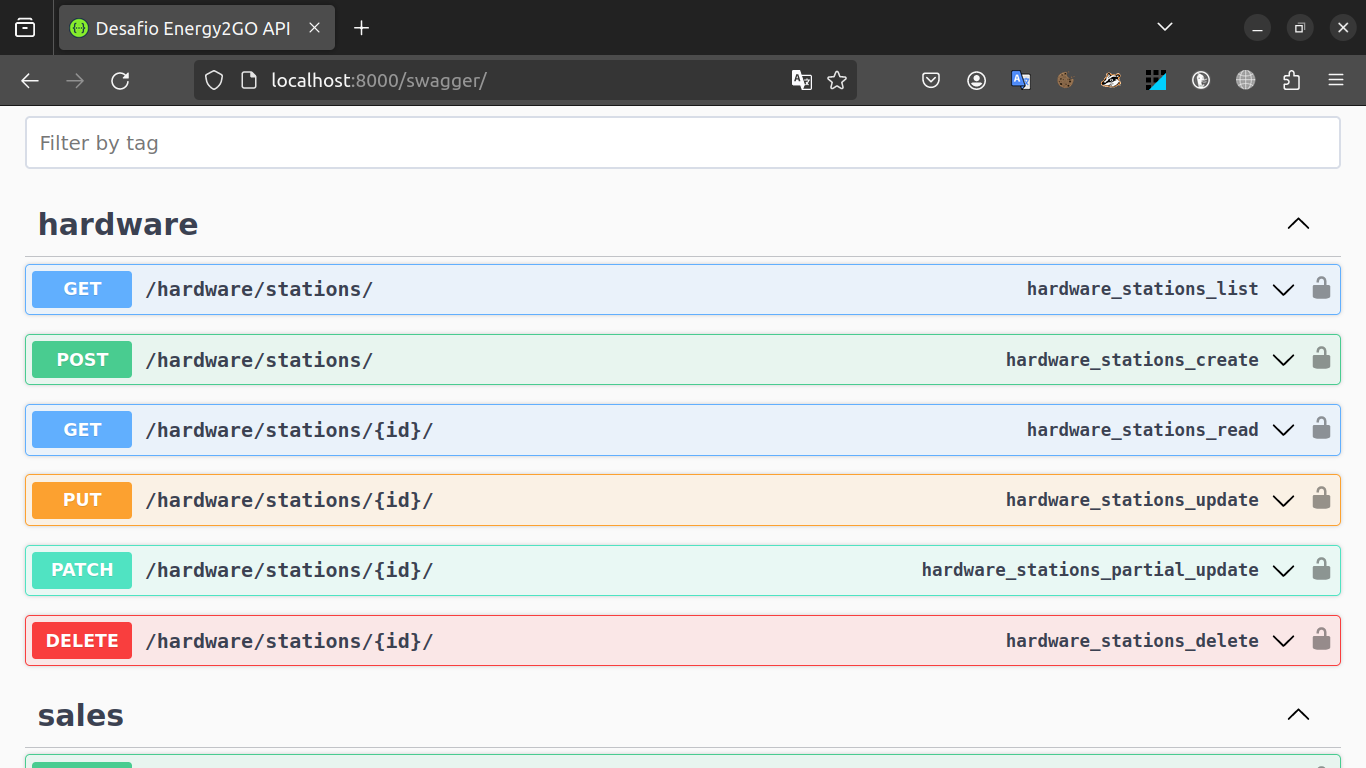 Desafio Energy2GO API
localhost:8000/swagger/
Filter by tag
hardware
GET /hardware/stations/ hardware_stations_list
POST /hardware/stations/ hardware_stations_create
GET /hardware/stations/{id}/ hardware_stations_read
PUT /hardware/stations/{id}/ hardware_stations_update
PATCH /hardware/stations/{id}/ hardware_stations_partial_update
DELETE /hardware/stations/{id}/ hardware_stations_delete
sales